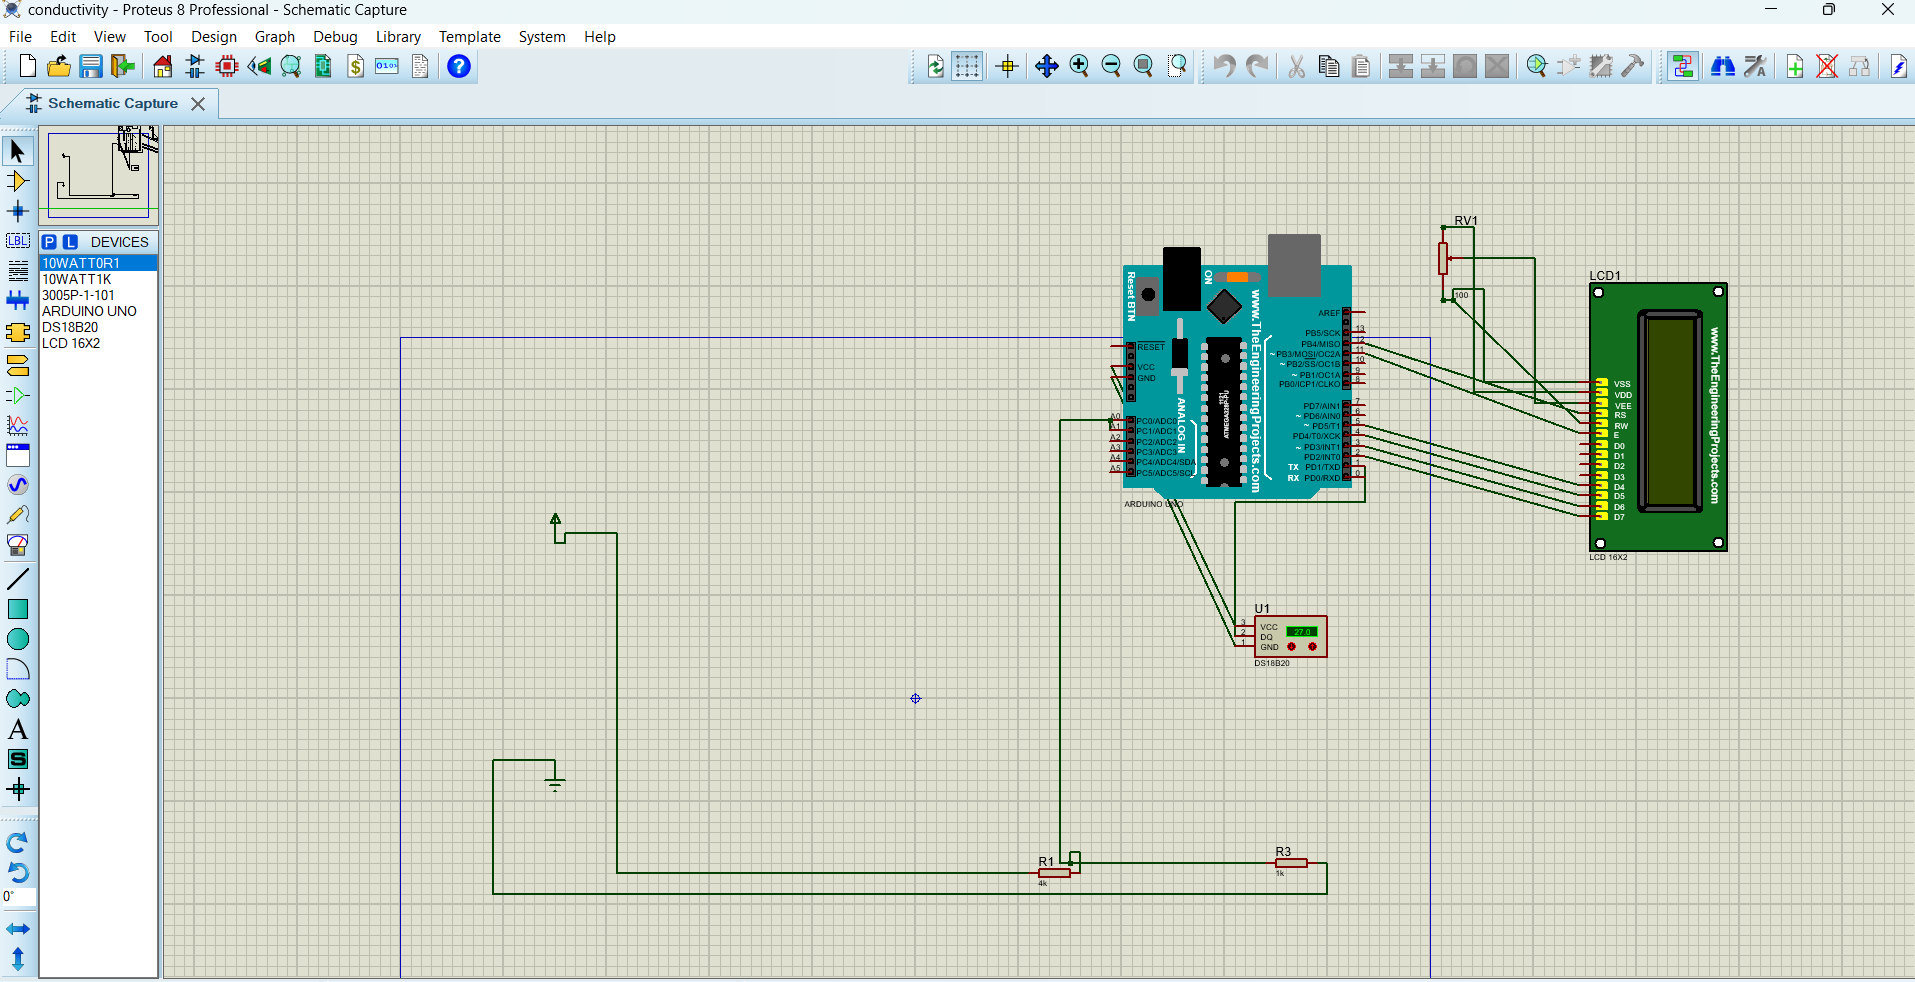 conductivity - Proteus 8 Professional - Schematic Capture
File Edit View Tool Design Graph Debug Library Template System Help
Schematic Capture
P L DEVICES
10WATT0R1
10WATT1K
3005P-1-101
ARDUINO UNO
DS18B20
LCD 16X2
LBL
A
S
0°
RV1
100
LCD1
VSS
VDD
VEE
RS
RW
E
D0
D1
D2
D3
D4
D5
D6
D7
www.TheEngineeringProjects.com
LCD 16X2
Reset BTN
ON
www.TheEngineeringProjects.com
ANALOG IN
RESET
VCC
GND
A0 PC0/ADC0
A1 PC1/ADC1
A2 PC2/ADC2
A3 PC3/ADC3
A4 PC4/ADC4/SDA
A5 PC5/ADC5/SCL
AREF
PB5/SCK 13
PB4/MISO 12
~ PB3/MOSI/OC2A 11
~ PB2/SS/OC1B 10
~ PB1/OC1A 9
PB0/ICP1/CLKO 8
PD7/AIN1 7
~ PD6/AIN0 6
~ PD5/T1 5
PD4/T0/XCK 4
~ PD3/INT1 3
PD2/INT0 2
TX PD1/TXD 1
RX PD0/RXD 0
ARDUINO UNO
U1
3 VCC
2 DQ
1 GND
27.0
DS18B20
R1
4k
R3
1k